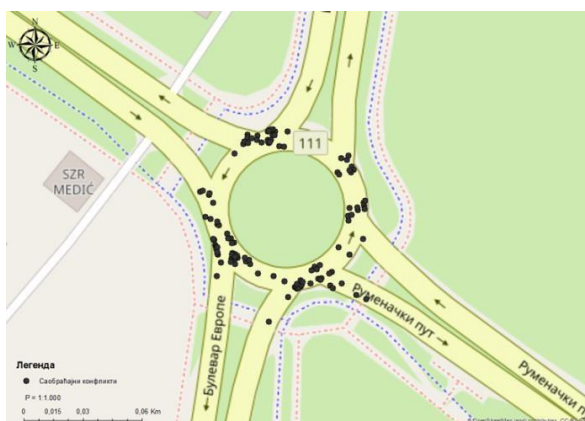 N
W E
S
111
SZR
MEDIĆ
Руменачки пут
Булевар Европе
Руменачки п
Легенда
Саобраћајни конфликти
P = 1:1.000
0 0,015 0,03 0,06 Km